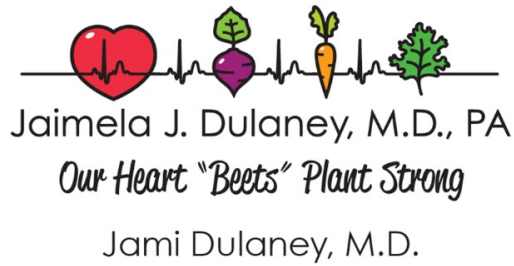 Jaimela J. Dulaney, M.D., PA
Our Heart "Beets" Plant Strong
Jami Dulaney, M.D.